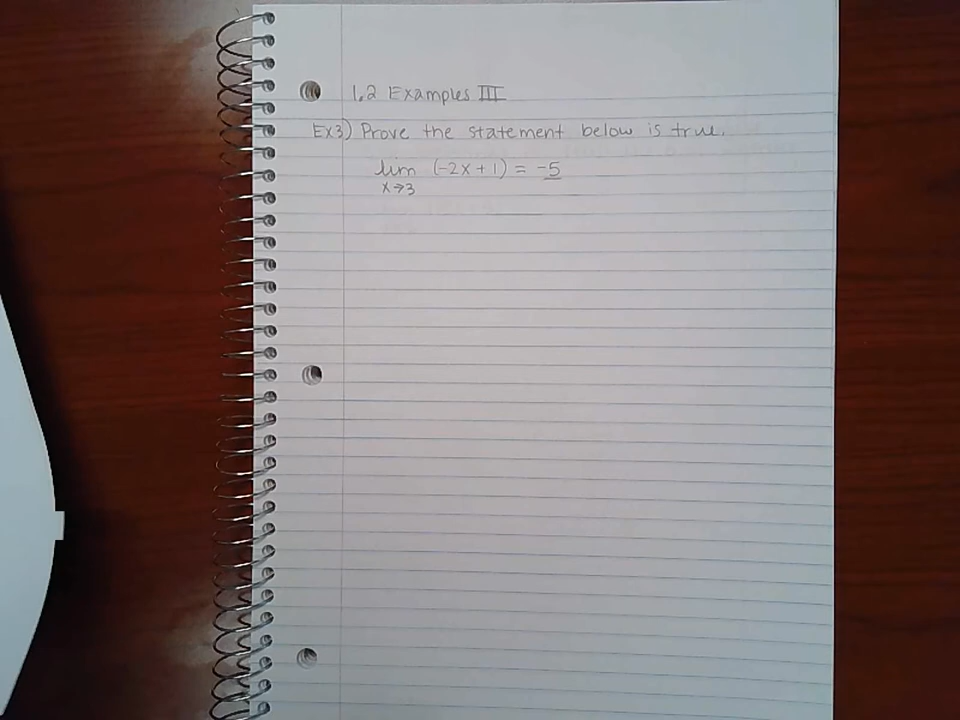 1.2 Examples III
Ex3) Prove the statement below is true.
lim (-2x + 1) = -5
x→3